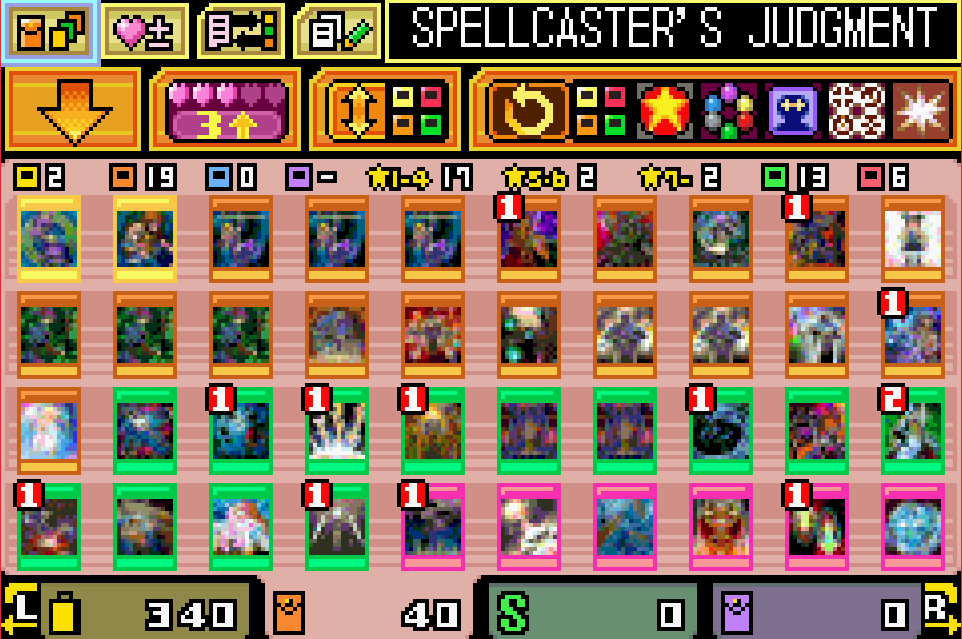 SPELLCASTER'S JUDGMENT
3
2 19 0 - 1-4 17 5-6 2 7- 2 13 6
1 1
1
1 1 1 1 2
1 1 1 1
L 340 40 S 0 0 R